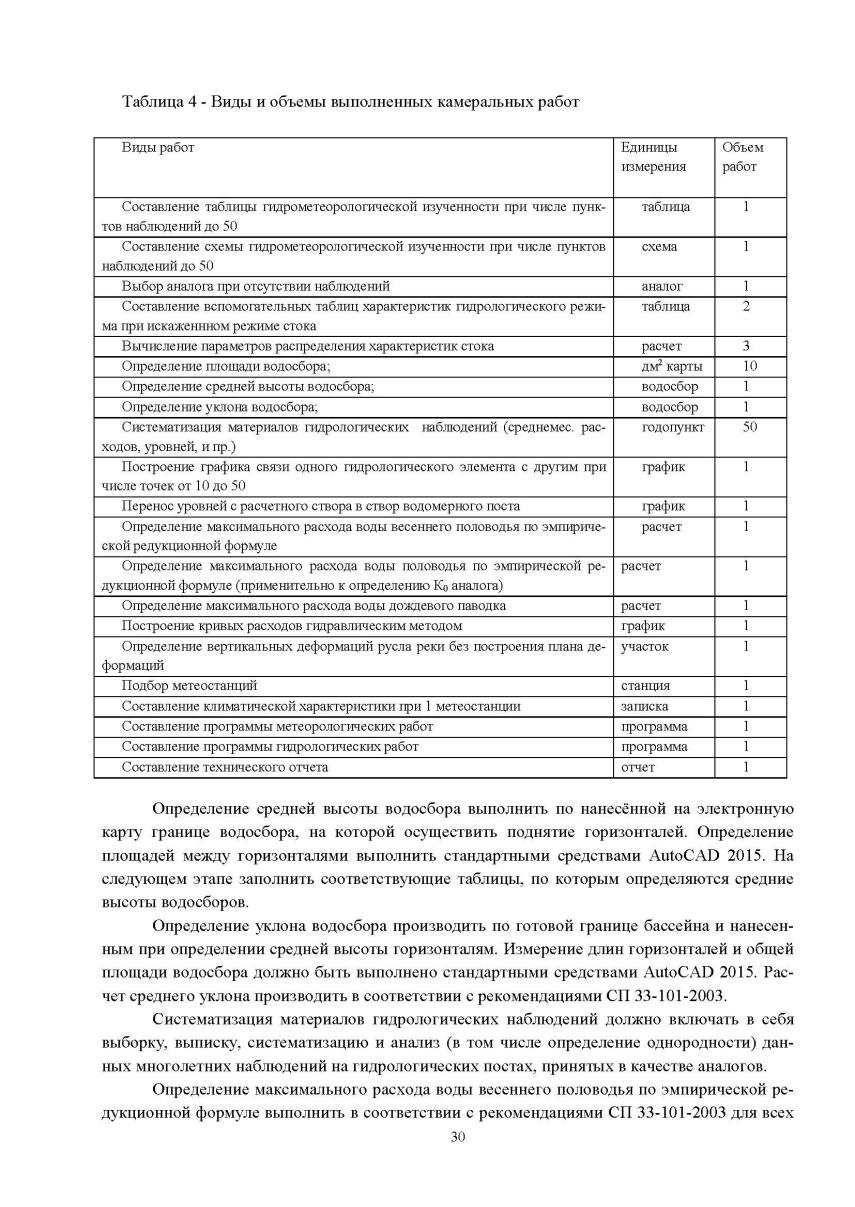 Таблица 4 - Виды и объемы выполненных камеральных работ
Виды работ Единицы Объем
измерения работ
Составление таблицы гидрометеорологической изученности при числе пунк- таблица 1
тов наблюдений до 50
Составление схемы гидрометеорологической изученности при числе пунктов схема 1
наблюдений до 50
Выбор аналога при отсутствии наблюдений аналог 1
Составление вспомогательных таблиц характеристик гидрологического режи- таблица 2
ма при искаженнном режиме стока
Вычисление параметров распределения характеристик стока расчет 3
Определение площади водосбора; дм² карты 10
Определение средней высоты водосбора; водосбор 1
Определение уклона водосбора; водосбор 1
Систематизация материалов гидрологических наблюдений (среднемес. рас- годопункт 50
ходов, уровней, и пр.)
Построение графика связи одного гидрологического элемента с другим при график 1
числе точек от 10 до 50
Перенос уровней с расчетного створа в створ водомерного поста график 1
Определение максимального расхода воды весеннего половодья по эмпириче- расчет 1
ской редукционной формуле
Определение максимального расхода воды половодья по эмпирической ре- расчет 1
дукционной формуле (применительно к определению K₀ аналога)
Определение максимального расхода воды дождевого паводка расчет 1
Построение кривых расходов гидравлическим методом график 1
Определение вертикальных деформаций русла реки без построения плана де- участок 1
формаций
Подбор метеостанций станция 1
Составление климатической характеристики при 1 метеостанции записка 1
Составление программы метеорологических работ программа 1
Составление программы гидрологических работ программа 1
Составление технического отчета отчет 1
Определение средней высоты водосбора выполнить по нанесённой на электронную
карту границе водосбора, на которой осуществить поднятие горизонталей. Определение
площадей между горизонталями выполнить стандартными средствами AutoCAD 2015. На
следующем этапе заполнить соответствующие таблицы, по которым определяются средние
высоты водосборов.
Определение уклона водосбора производить по готовой границе бассейна и нанесен-
ным при определении средней высоты горизонталям. Измерение длин горизонталей и общей
площади водосбора должно быть выполнено стандартными средствами AutoCAD 2015. Рас-
чет среднего уклона производить в соответствии с рекомендациями СП 33-101-2003.
Систематизация материалов гидрологических наблюдений должно включать в себя
выборку, выписку, систематизацию и анализ (в том числе определение однородности) дан-
ных многолетних наблюдений на гидрологических постах, принятых в качестве аналогов.
Определение максимального расхода воды весеннего половодья по эмпирической ре-
дукционной формуле выполнить в соответствии с рекомендациями СП 33-101-2003 для всех
30